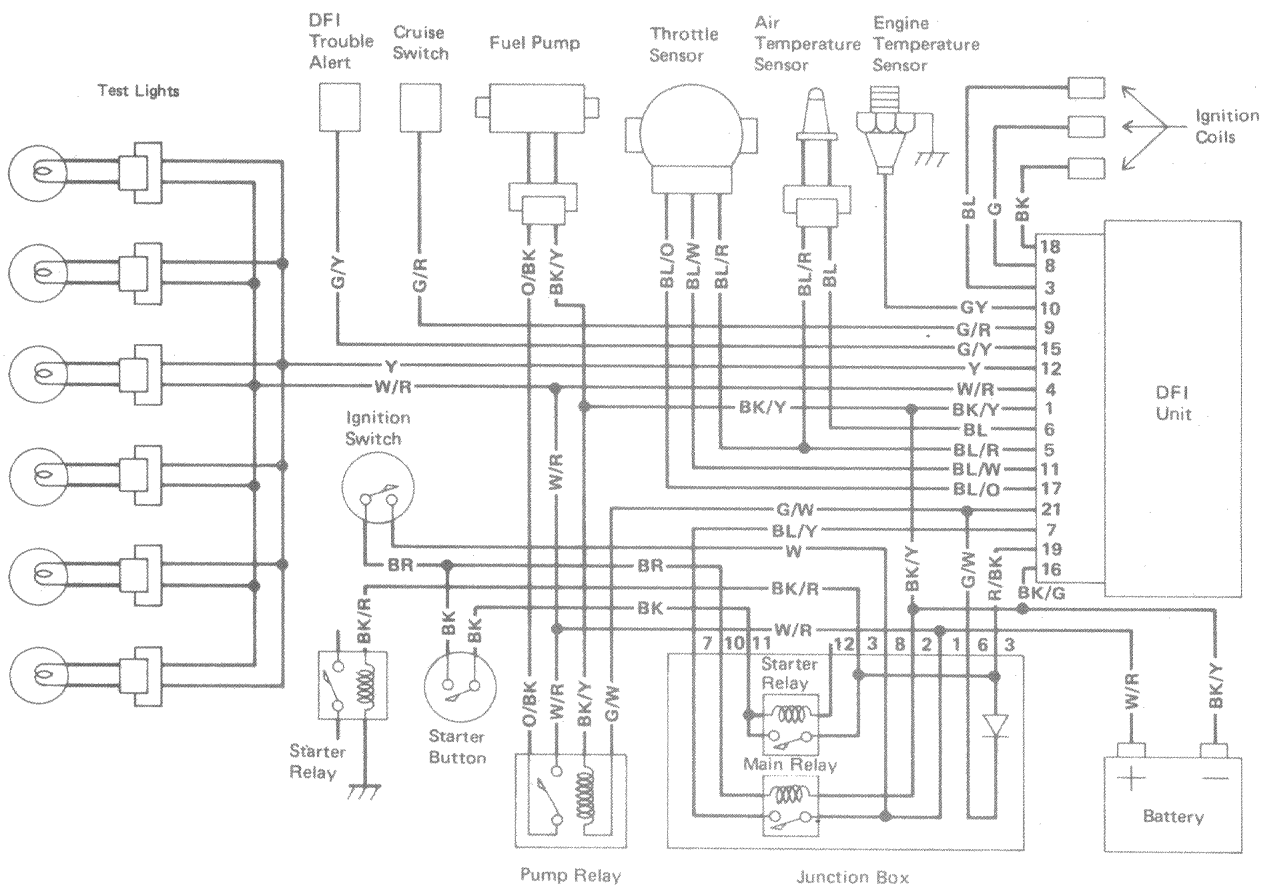 DFI
Trouble
Alert
Cruise
Switch
Fuel Pump
Throttle
Sensor
Air
Temperature
Sensor
Engine
Temperature
Sensor
Test Lights
Ignition
Coils
BL
G
BK
G/Y
G/R
O/BK
BK/Y
BL/O
BL/W
BL/R
BL/R
BL
18
8
3
GY
10
G/R
9
G/Y
15
Y
Y
12
W/R
W/R
4
BK/Y
BK/Y
1
BL
6
BL/R
5
BL/W
11
BL/O
17
G/W
21
BL/Y
7
W
19
16
DFI
Unit
Ignition
Switch
W/R
BR
BR
BK/R
BK/Y
G/W
R/BK
BK/G
BK/R
BK
BK
BK
W/R
7
10
11
12
3
8
2
1
6
3
Starter
Relay
O/BK
W/R
BK/Y
G/W
W/R
BK/Y
Starter
Relay
Starter
Button
Main Relay
Battery
Pump Relay
Junction Box